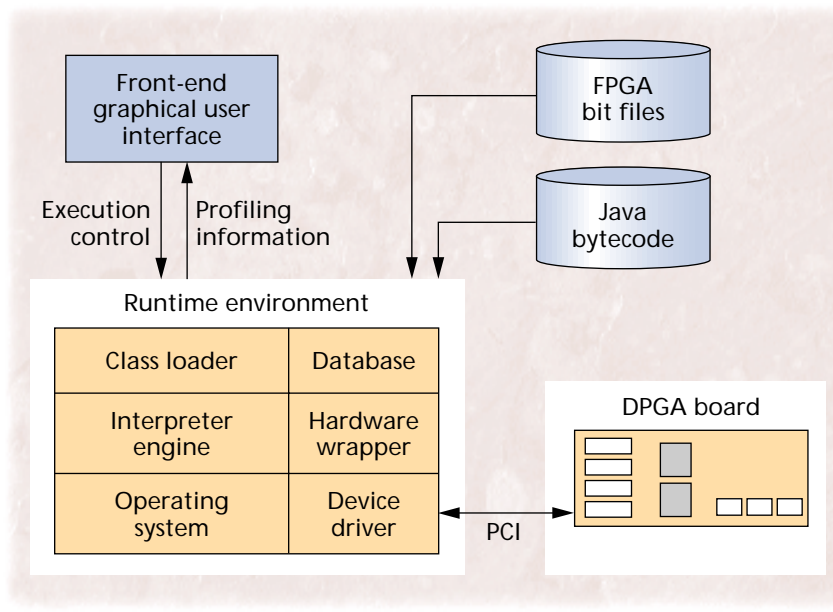 Front-end
graphical user
interface
FPGA
bit files
Java
bytecode
Execution
control
Profiling
information
Runtime environment
Class loader
Database
Interpreter
engine
Hardware
wrapper
Operating
system
Device
driver
PCI
DPGA board